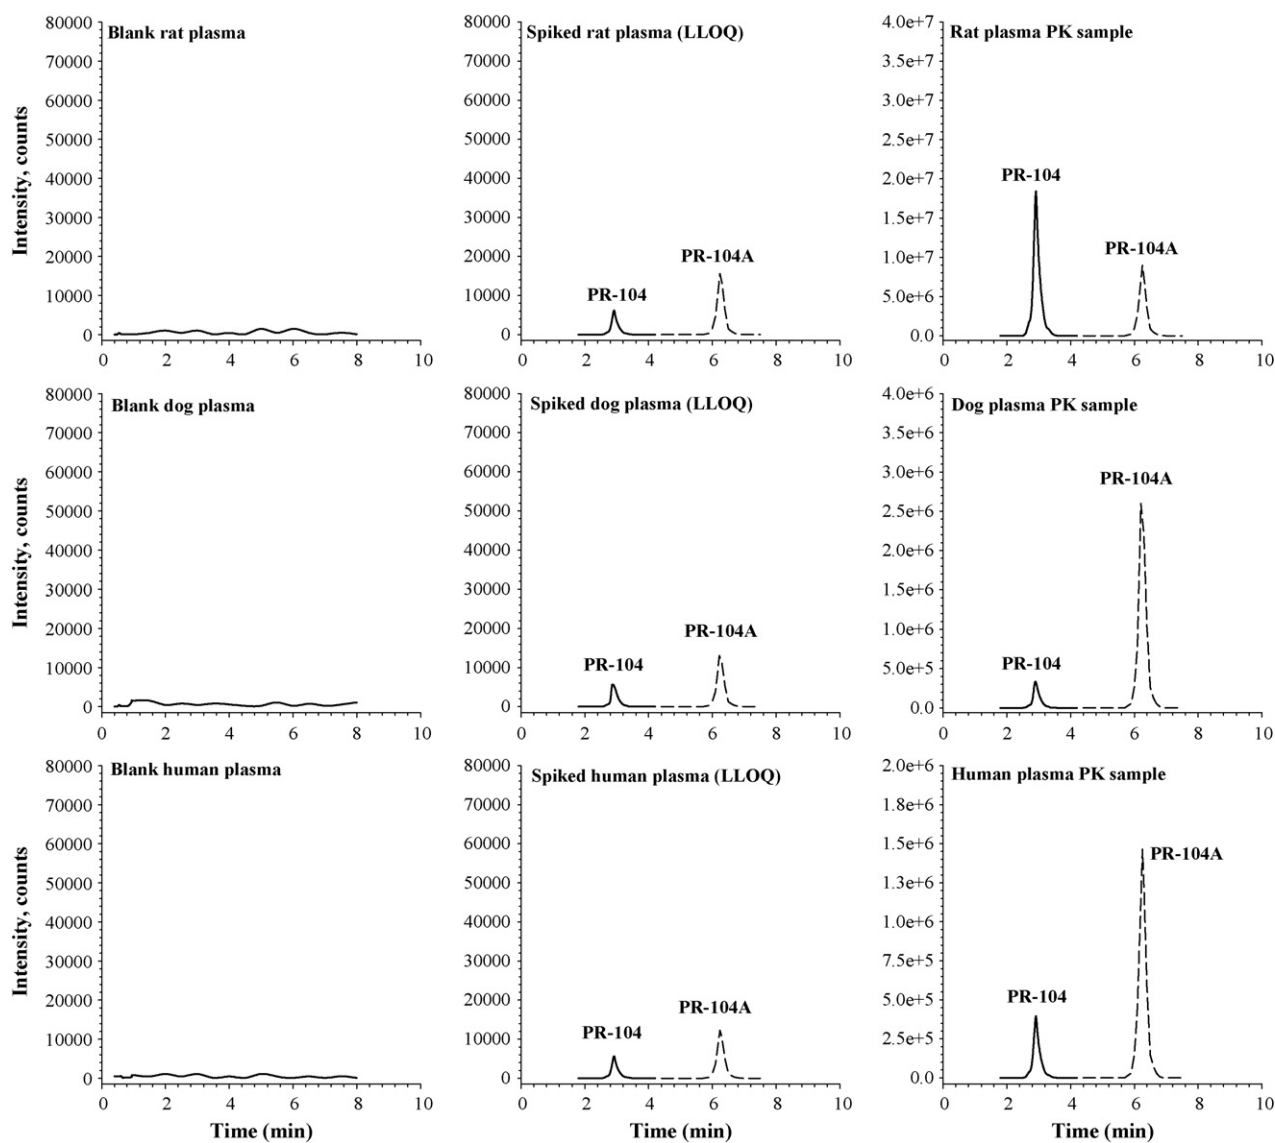 Blank rat plasma
Intensity, counts
80000
70000
60000
50000
40000
30000
20000
10000
0
0 2 4 6 8 10
Spiked rat plasma (LLOQ)
80000
70000
60000
50000
40000
30000
20000
10000
0
PR-104
PR-104A
0 2 4 6 8 10
Rat plasma PK sample
4.0e+7
3.5e+7
3.0e+7
2.5e+7
2.0e+7
1.5e+7
1.0e+7
5.0e+6
0.0
PR-104
PR-104A
0 2 4 6 8 10
Blank dog plasma
Intensity, counts
80000
70000
60000
50000
40000
30000
20000
10000
0
0 2 4 6 8 10
Spiked dog plasma (LLOQ)
80000
70000
60000
50000
40000
30000
20000
10000
0
PR-104
PR-104A
0 2 4 6 8 10
Dog plasma PK sample
4.0e+6
3.5e+6
3.0e+6
2.5e+6
2.0e+6
1.5e+6
1.0e+6
5.0e+5
0.0
PR-104
PR-104A
0 2 4 6 8 10
Blank human plasma
Intensity, counts
80000
70000
60000
50000
40000
30000
20000
10000
0
0 2 4 6 8 10
Time (min)
Spiked human plasma (LLOQ)
80000
70000
60000
50000
40000
30000
20000
10000
0
PR-104
PR-104A
0 2 4 6 8 10
Time (min)
Human plasma PK sample
2.0e+6
1.8e+6
1.5e+6
1.3e+6
1.0e+6
7.5e+5
5.0e+5
2.5e+5
0.0
PR-104
PR-104A
0 2 4 6 8 10
Time (min)